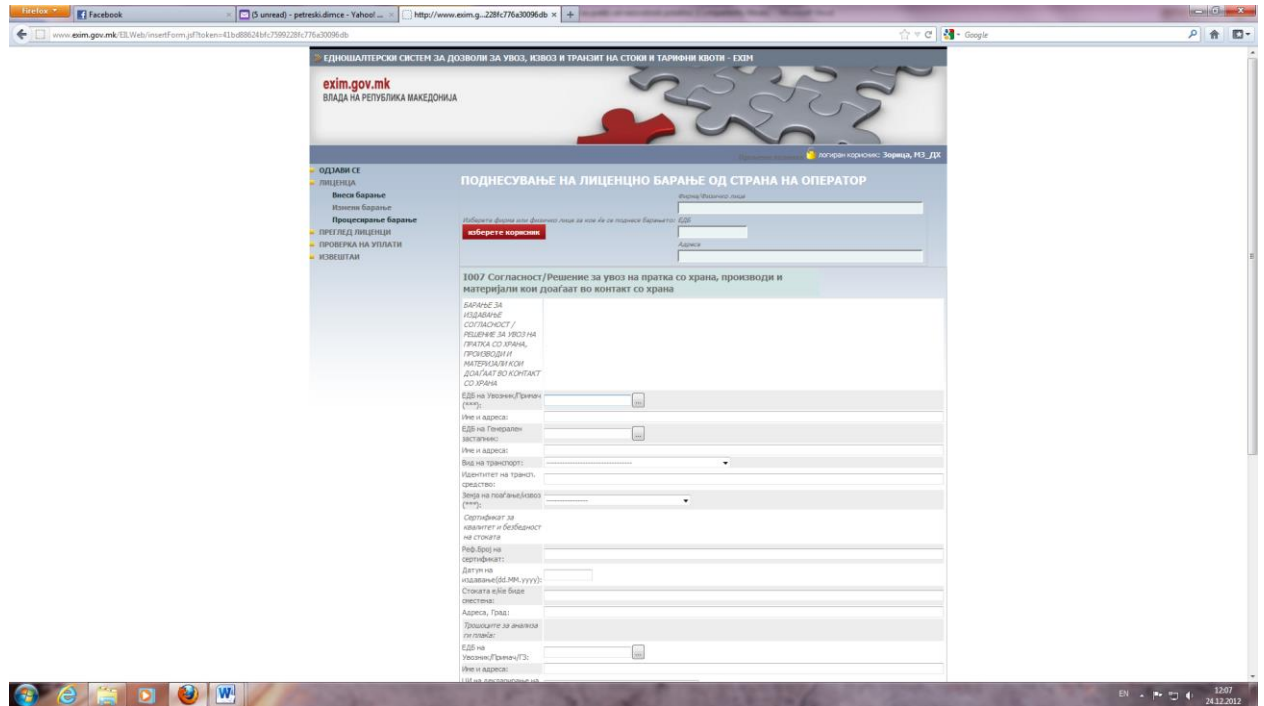 Firefox
Facebook
(5 unread) - petreski.dimce - Yahoo! ...
http://www.exim.g...228fc776a30096db
www.exim.gov.mk/EILWeb/insertForm.jsf?token=41bd88624bfc7599228fc776a30096db
Google
ЕДНОШАЛТЕРСКИ СИСТЕМ ЗА ДОЗВОЛИ ЗА УВОЗ, ИЗВОЗ И ТРАНЗИТ НА СТОКИ И ТАРИФНИ КВОТИ - EXIM
exim.gov.mk
ВЛАДА НА РЕПУБЛИКА МАКЕДОНИЈА
логиран корисник: Зорица, МЗ_ДХ
ОДЈАВИ СЕ
ЛИЦЕНЦА
Внеси барање
Измени барање
Процесирање барање
ПРЕГЛЕД ЛИЦЕНЦИ
ПРОВЕРКА НА УПЛАТИ
ИЗВЕШТАИ
ПОДНЕСУВАЊЕ НА ЛИЦЕНЦНО БАРАЊЕ ОД СТРАНА НА ОПЕРАТОР
Фирма/Физичко лице
Изберете фирма или физичко лице за кое ќе се поднесе барањето:
ЕДБ
изберете корисник
Адреса
I007 Согласност/Решение за увоз на пратка со храна, производи и
материјали кои доаѓаат во контакт со храна
БАРАЊЕ ЗА
ИЗДАВАЊЕ
СОГЛАСНОСТ /
РЕШЕНИЕ ЗА УВОЗ НА
ПРАТКА СО ХРАНА,
ПРОИЗВОДИ И
МАТЕРИЈАЛИ КОИ
ДОАЃААТ ВО КОНТАКТ
СО ХРАНА
ЕДБ на Увозник/Примач
(***):
...
Име и адреса:
ЕДБ на Генерален
застапник:
...
Име и адреса:
Вид на транспорт:
Идентитет на трансп.
средство:
Земја на поаѓање/извоз
(***):
Сертификат за
квалитет и безбедност
на стоката
Реф.број на
сертификат:
Датум на
издавање(dd.MM.yyyy):
Стоката е/ќе биде
сместена:
Адреса, Град:
Трошоците за анализа
ги плаќа:
ЕДБ на
Увозник/Примач/ГЗ:
...
Име и адреса:
ЦИ на декларирање на
EN
12:07
24.12.2012